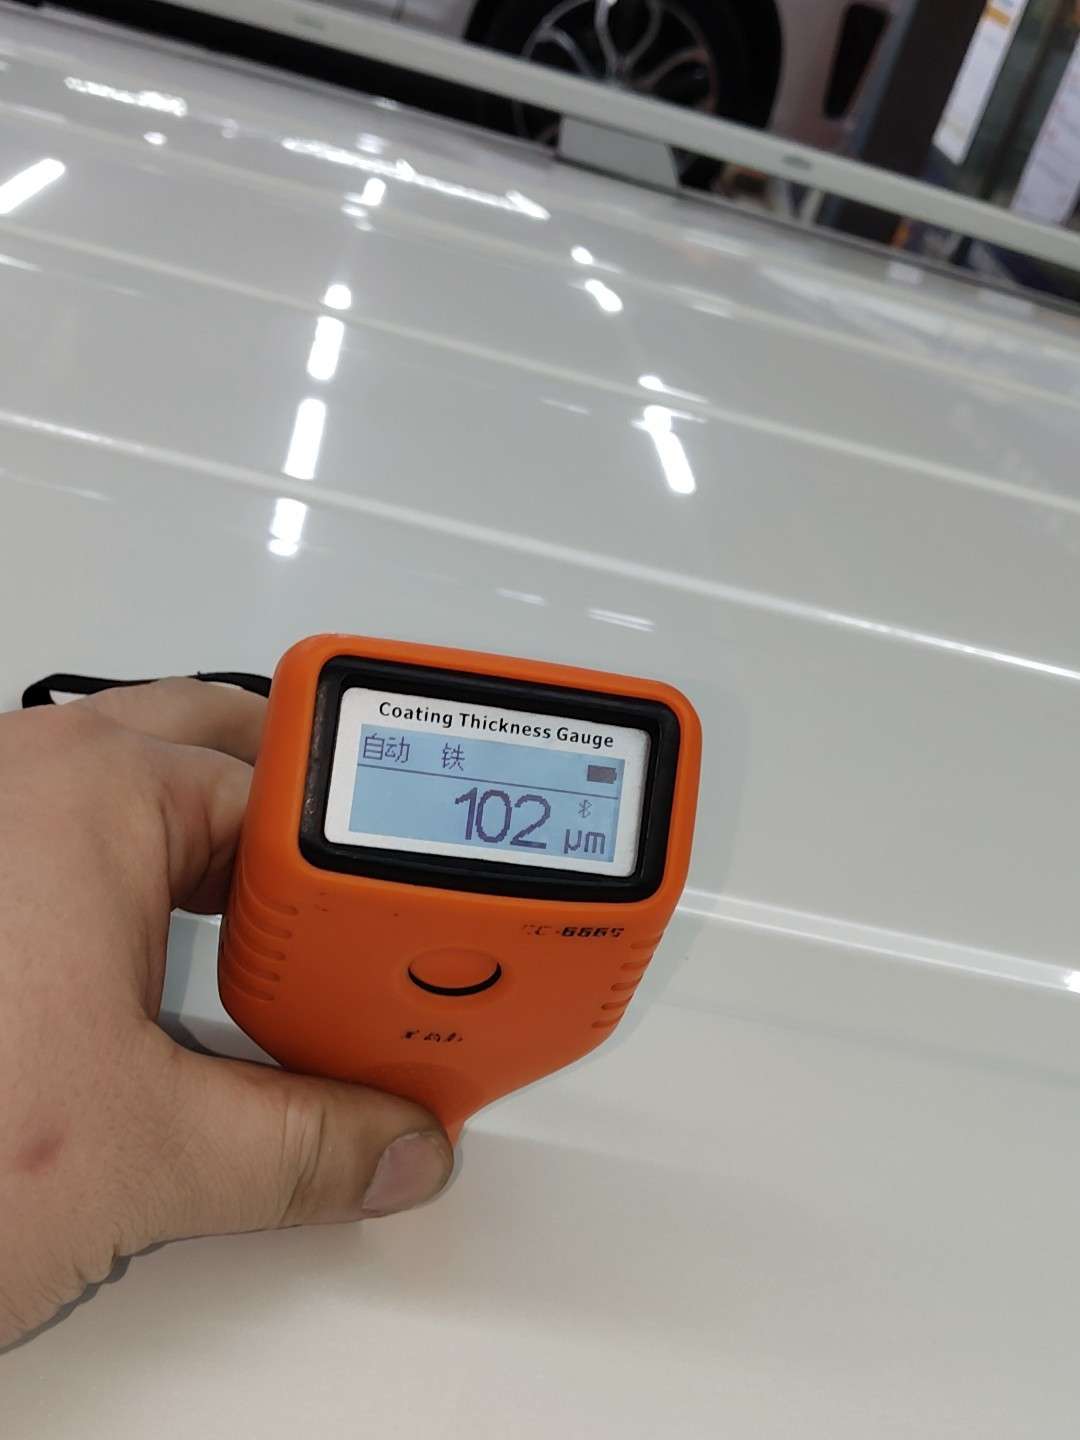 Coating Thickness Gauge
自动 铁
102 μm